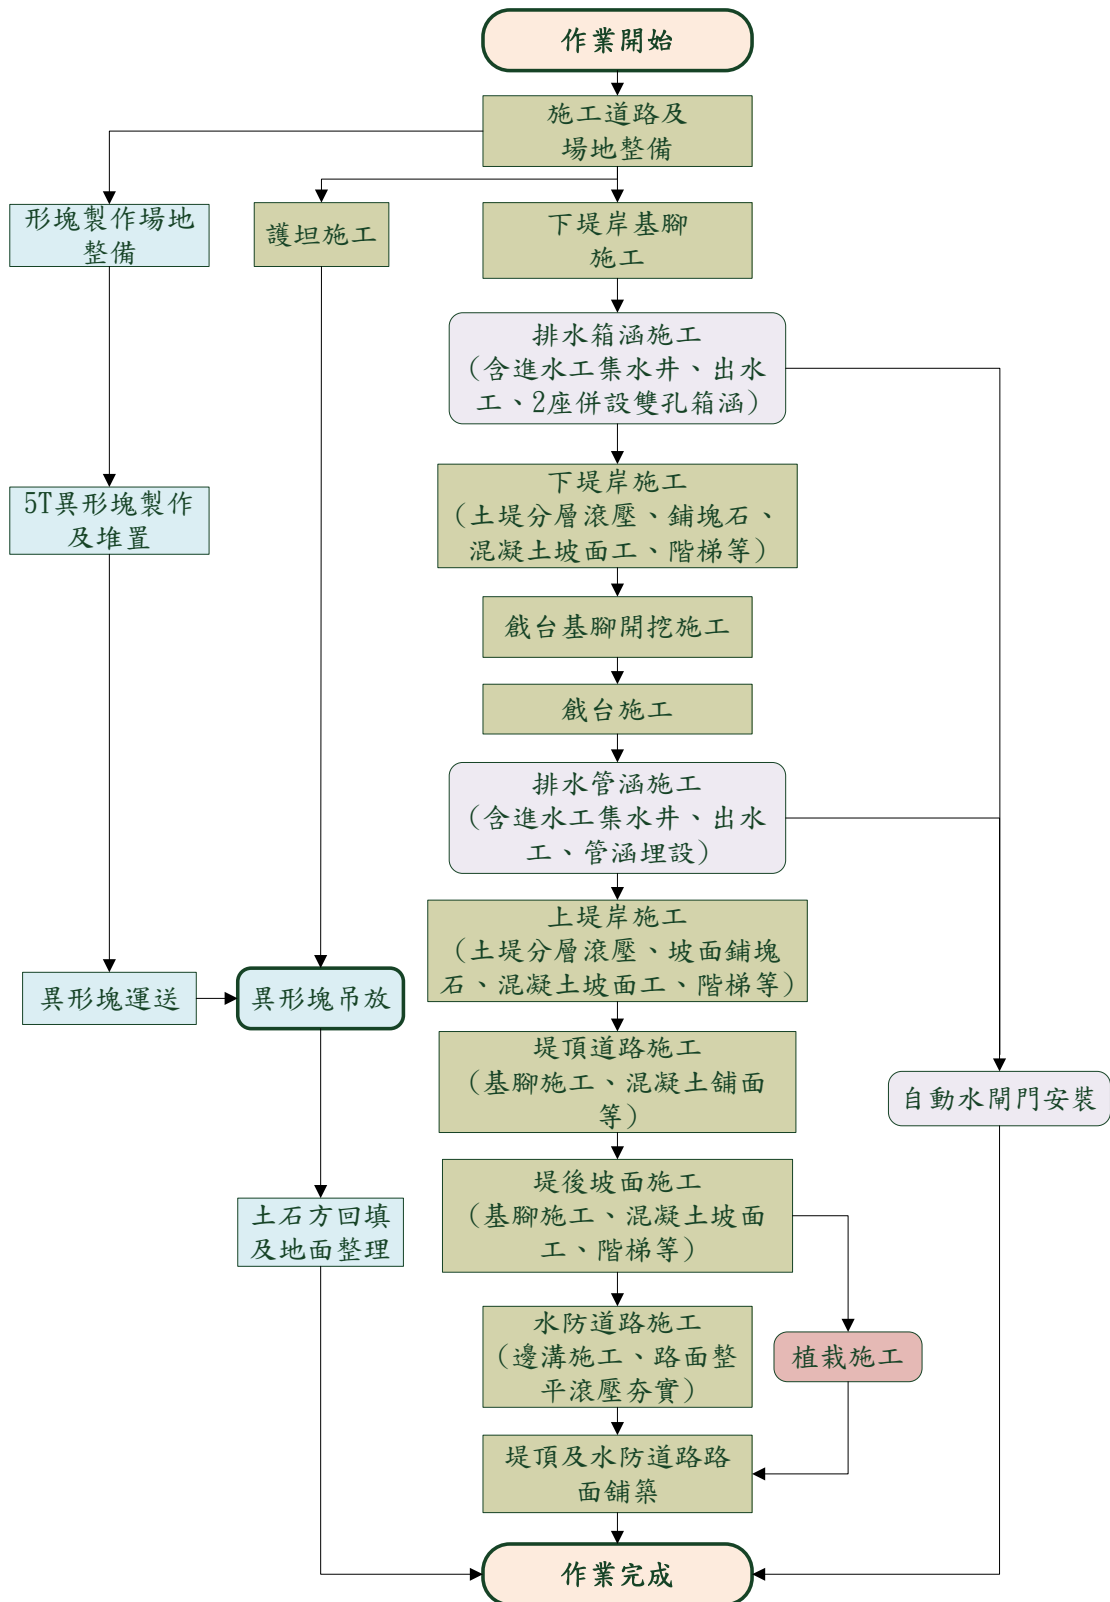 作業開始
施工道路及
場地整備
形塊製作場地
整備
護坦施工
下堤岸基腳
施工
排水箱涵施工
（含進水工集水井、出水
工、2座併設雙孔箱涵）
5T異形塊製作
及堆置
下堤岸施工
（土堤分層滾壓、鋪塊石、
混凝土坡面工、階梯等）
戧台基腳開挖施工
戧台施工
排水管涵施工
（含進水工集水井、出水
工、管涵埋設）
上堤岸施工
（土堤分層滾壓、坡面鋪塊
石、混凝土坡面工、階梯等）
異形塊運送
異形塊吊放
堤頂道路施工
（基腳施工、混凝土舖面
等）
自動水閘門安裝
堤後坡面施工
（基腳施工、混凝土坡面
工、階梯等）
土石方回填
及地面整理
水防道路施工
（邊溝施工、路面整
平滾壓夯實）
植栽施工
堤頂及水防道路路
面舖築
作業完成